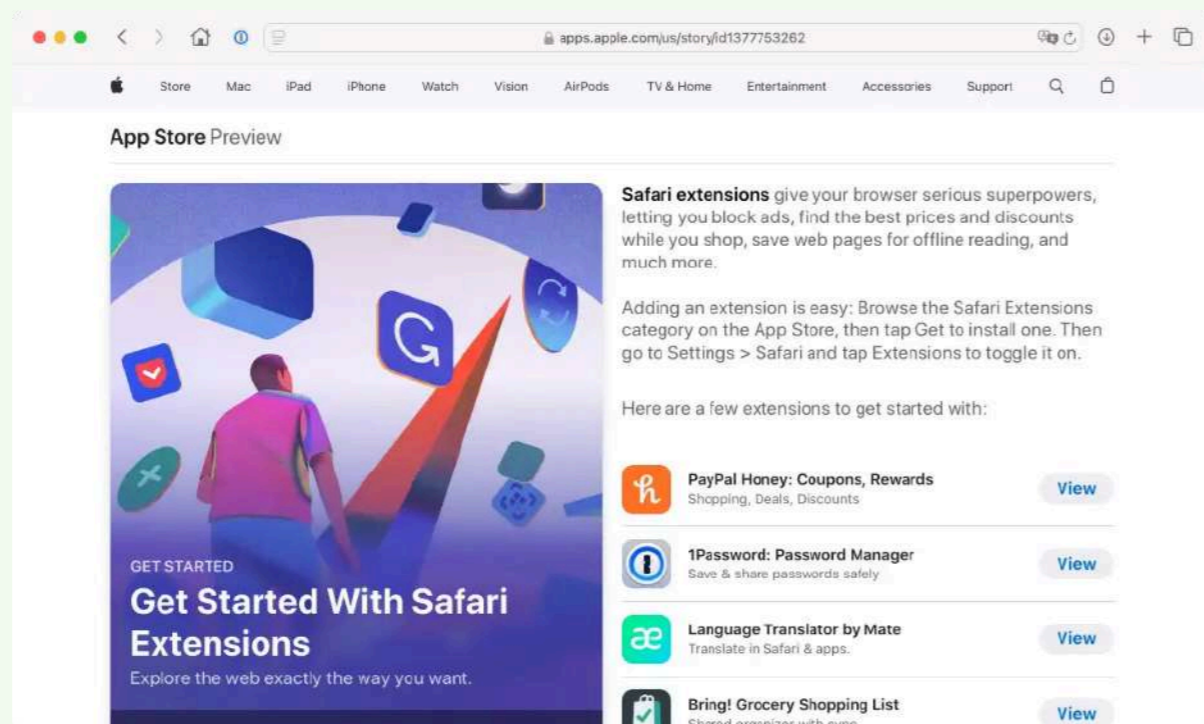 apps.apple.com/us/story/id1377753262
Store Mac iPad iPhone Watch Vision AirPods TV & Home Entertainment Accessories Support
App Store Preview
GET STARTED
Get Started With Safari
Extensions
Explore the web exactly the way you want.
Safari extensions give your browser serious superpowers,
letting you block ads, find the best prices and discounts
while you shop, save web pages for offline reading, and
much more.
Adding an extension is easy: Browse the Safari Extensions
category on the App Store, then tap Get to install one. Then
go to Settings > Safari and tap Extensions to toggle it on.
Here are a few extensions to get started with:
PayPal Honey: Coupons, Rewards
Shopping, Deals, Discounts
View
1Password: Password Manager
Save & share passwords safely
View
æ
Language Translator by Mate
Translate in Safari & apps.
View
Bring! Grocery Shopping List
Shared organizer with sync
View